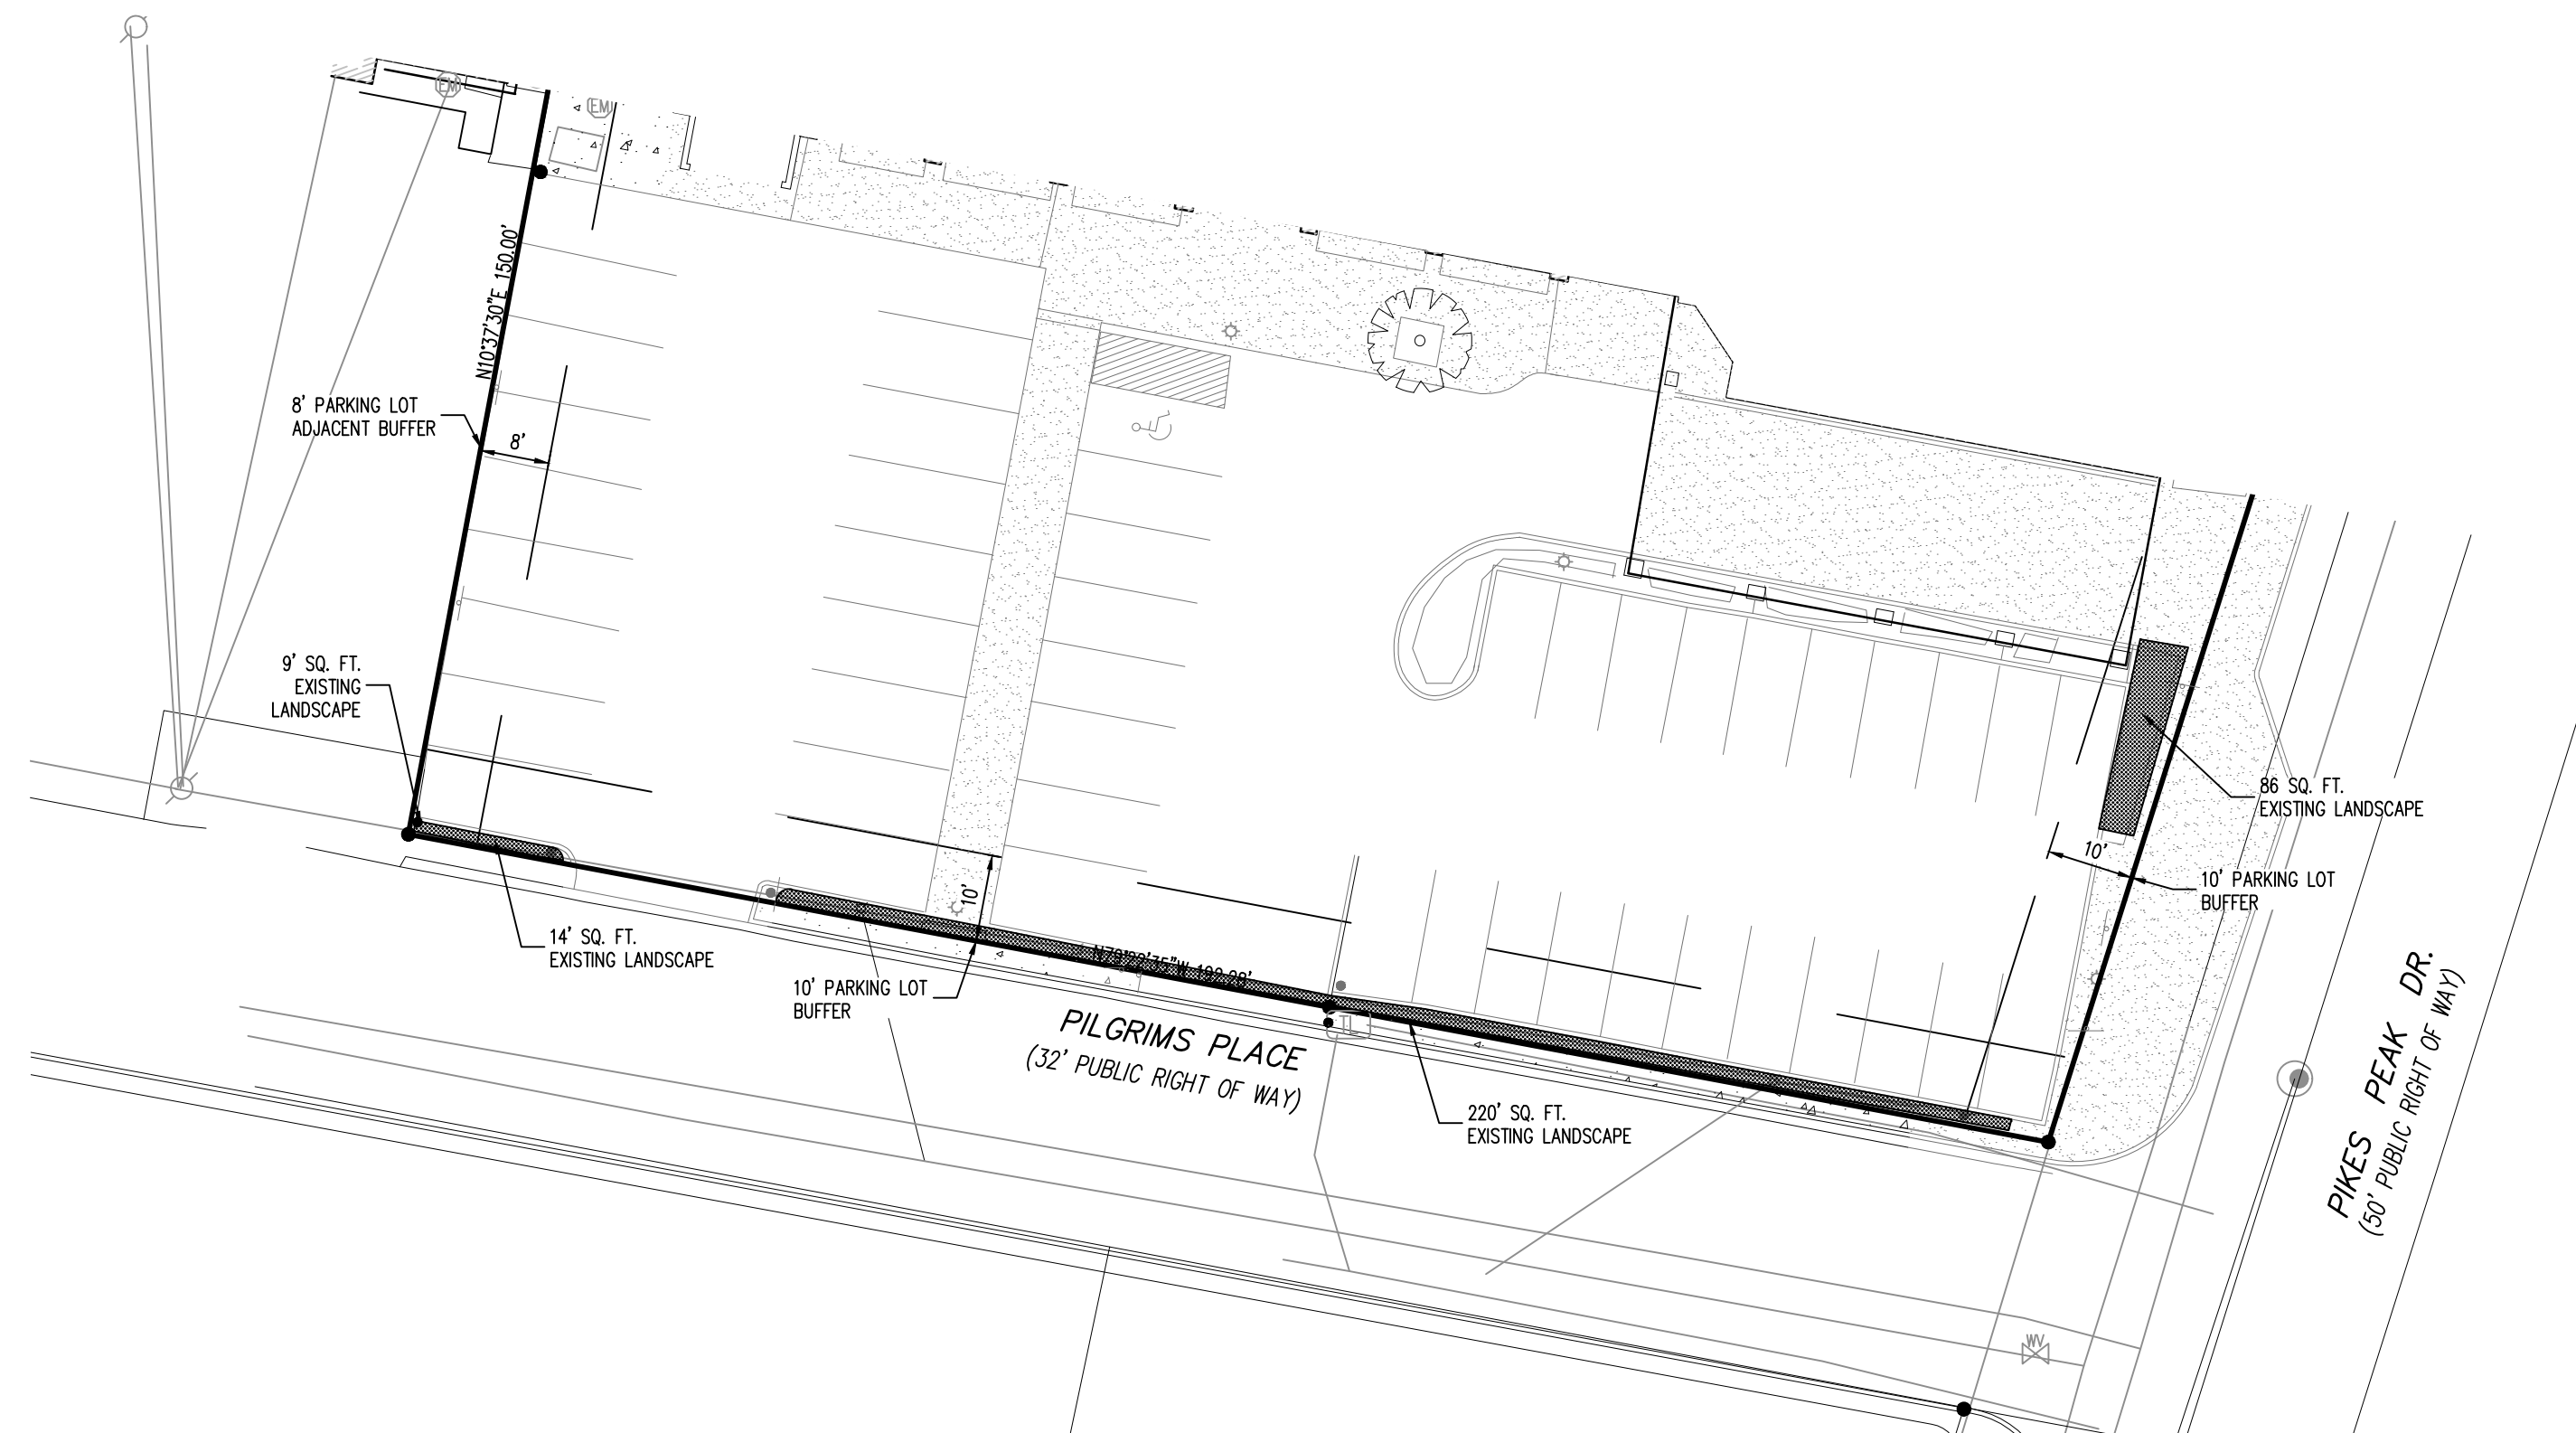 EM
EM
N10°37'30"E 150.00'
8' PARKING LOT
ADJACENT BUFFER
8'
9' SQ. FT.
EXISTING
LANDSCAPE
86 SQ. FT.
EXISTING LANDSCAPE
10'
10' PARKING LOT
BUFFER
10'
14' SQ. FT.
EXISTING LANDSCAPE
10' PARKING LOT
BUFFER
TL
PILGRIMS PLACE
(32' PUBLIC RIGHT OF WAY)
220' SQ. FT.
EXISTING LANDSCAPE
PIKES PEAK DR.
(50' PUBLIC RIGHT OF WAY)
WV